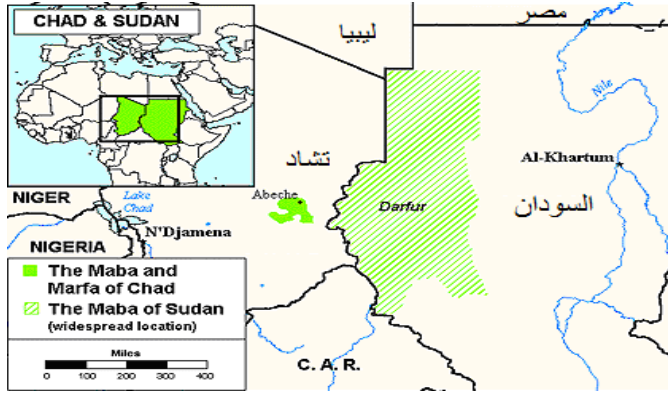 CHAD & SUDAN
ليبيا
مصر
Nile
تشاد
Al-Khartum
NIGER
Lake
Chad
Abeche
Darfur
السودان
N'Djamena
NIGERIA
The Maba and
Marfa of Chad
The Maba of Sudan
(widespread location)
Miles
0 100 200 300 400
C. A. R.